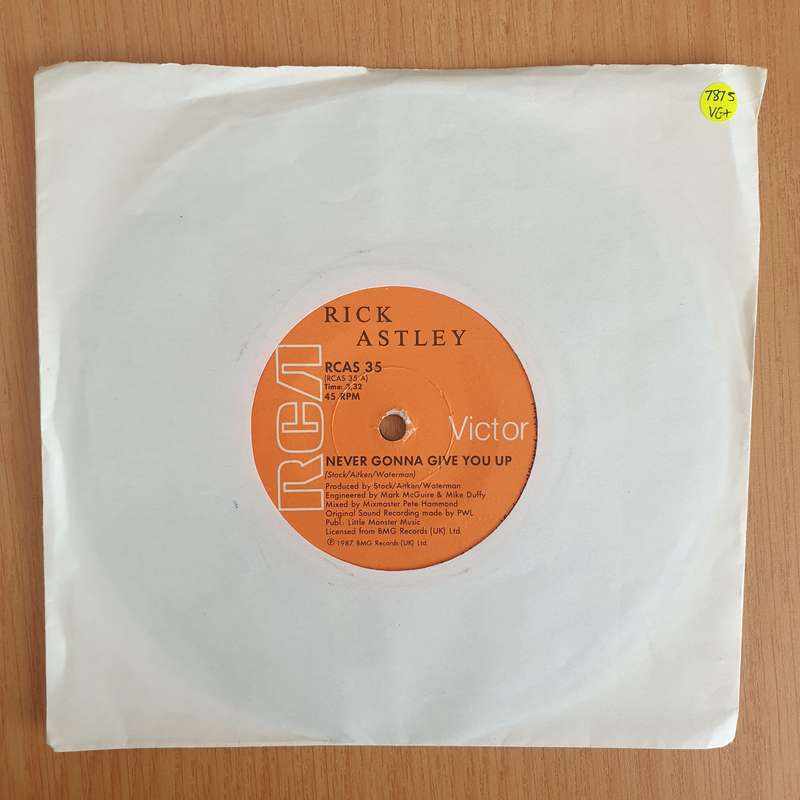 7875
VG+
RICK
ASTLEY
RCAS 35
(RCAS 35 A)
Time: 3,32
45 RPM
RCA
Victor
NEVER GONNA GIVE YOU UP
(Stock/Aitken/Waterman)
Produced by Stock/Aitken/Waterman
Engineered by Mark McGuire & Mike Duffy
Mixed by Mixmaster Pete Hammond
Original Sound Recording made by PWL
Publ: Little Monster Music
Licensed from BMG Records (UK) Ltd.
℗ 1987 BMG Records (UK) Ltd.